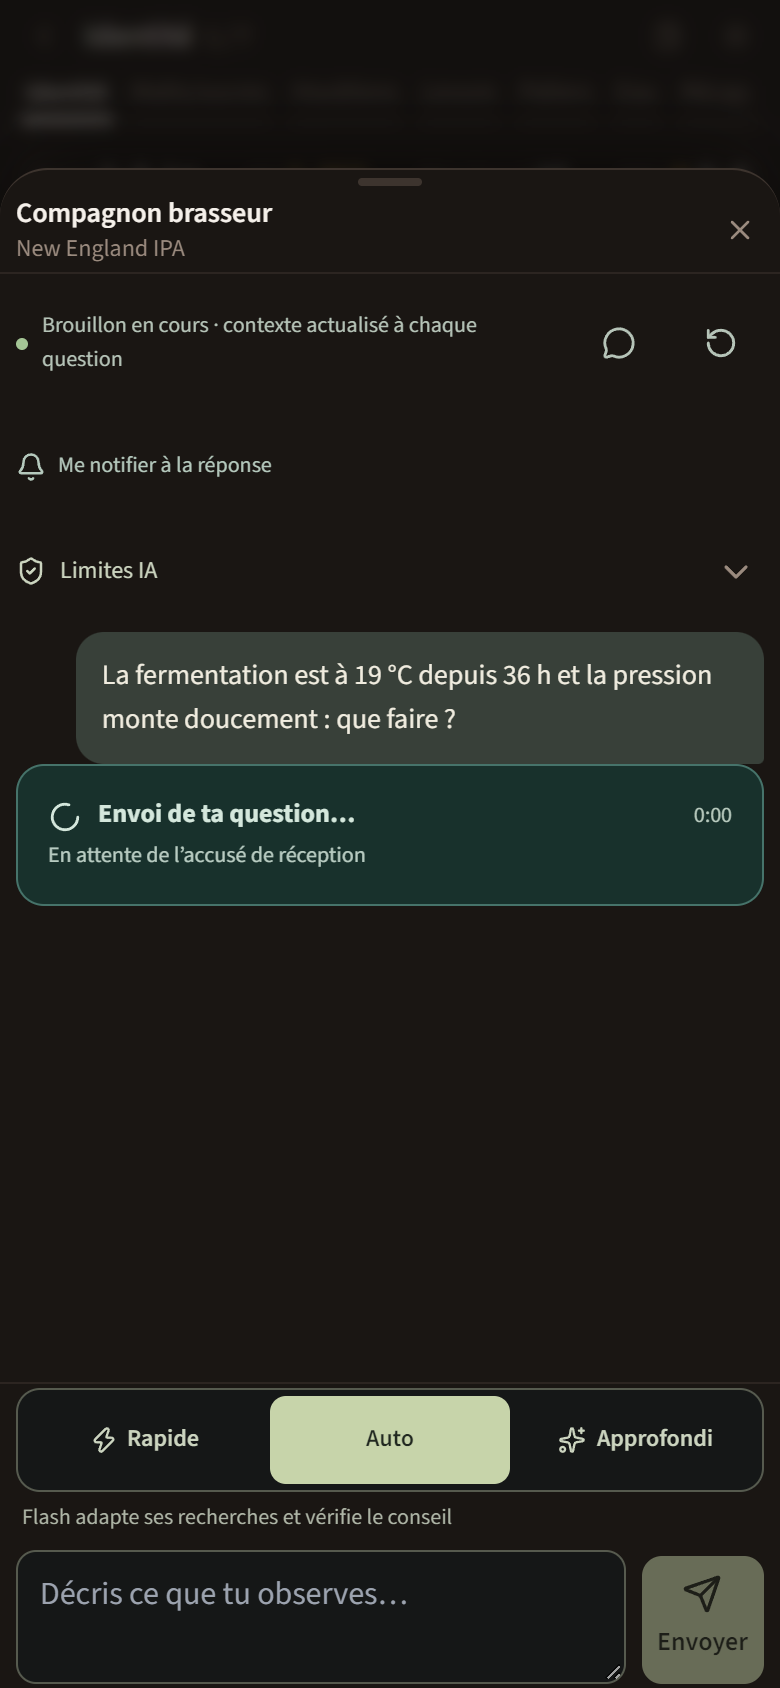 Compagnon brasseur
New England IPA
Brouillon en cours · contexte actualisé à chaque
question
Me notifier à la réponse
Limites IA
La fermentation est à 19 °C depuis 36 h et la pression
monte doucement : que faire ?
Envoi de ta question…
0:00
En attente de l’accusé de réception
Rapide
Auto
Approfondi
Flash adapte ses recherches et vérifie le conseil
Décris ce que tu observes…
Envoyer